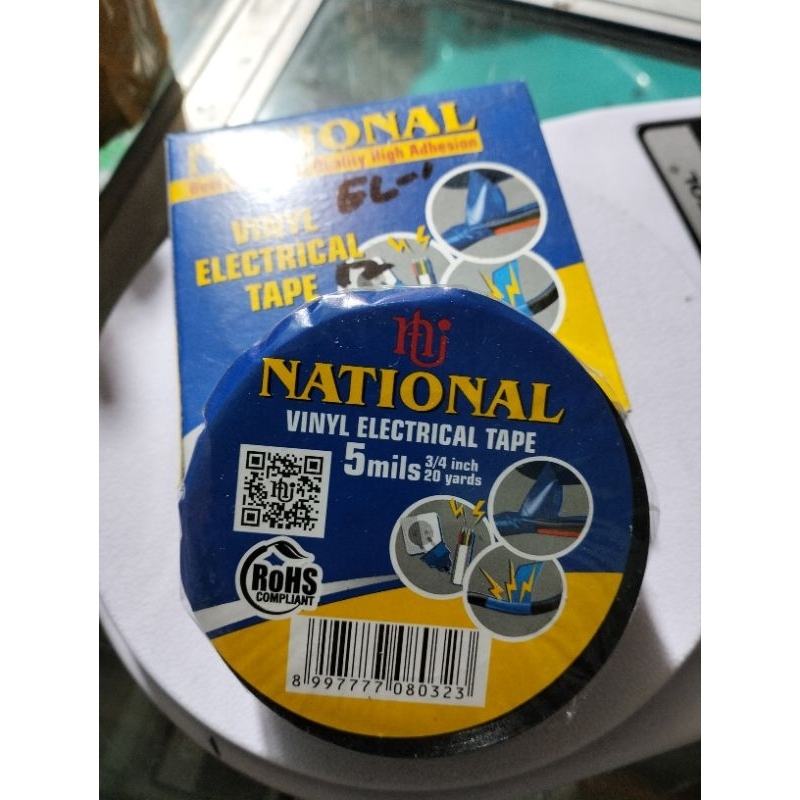 NATIONAL
Quality High Adhesion
EL-1
VINYL
ELECTRICAL
TAPE
NATIONAL
VINYL ELECTRICAL TAPE
5mils 3/4 inch
20 yards
RoHS
COMPLIANT
8 997777 080323